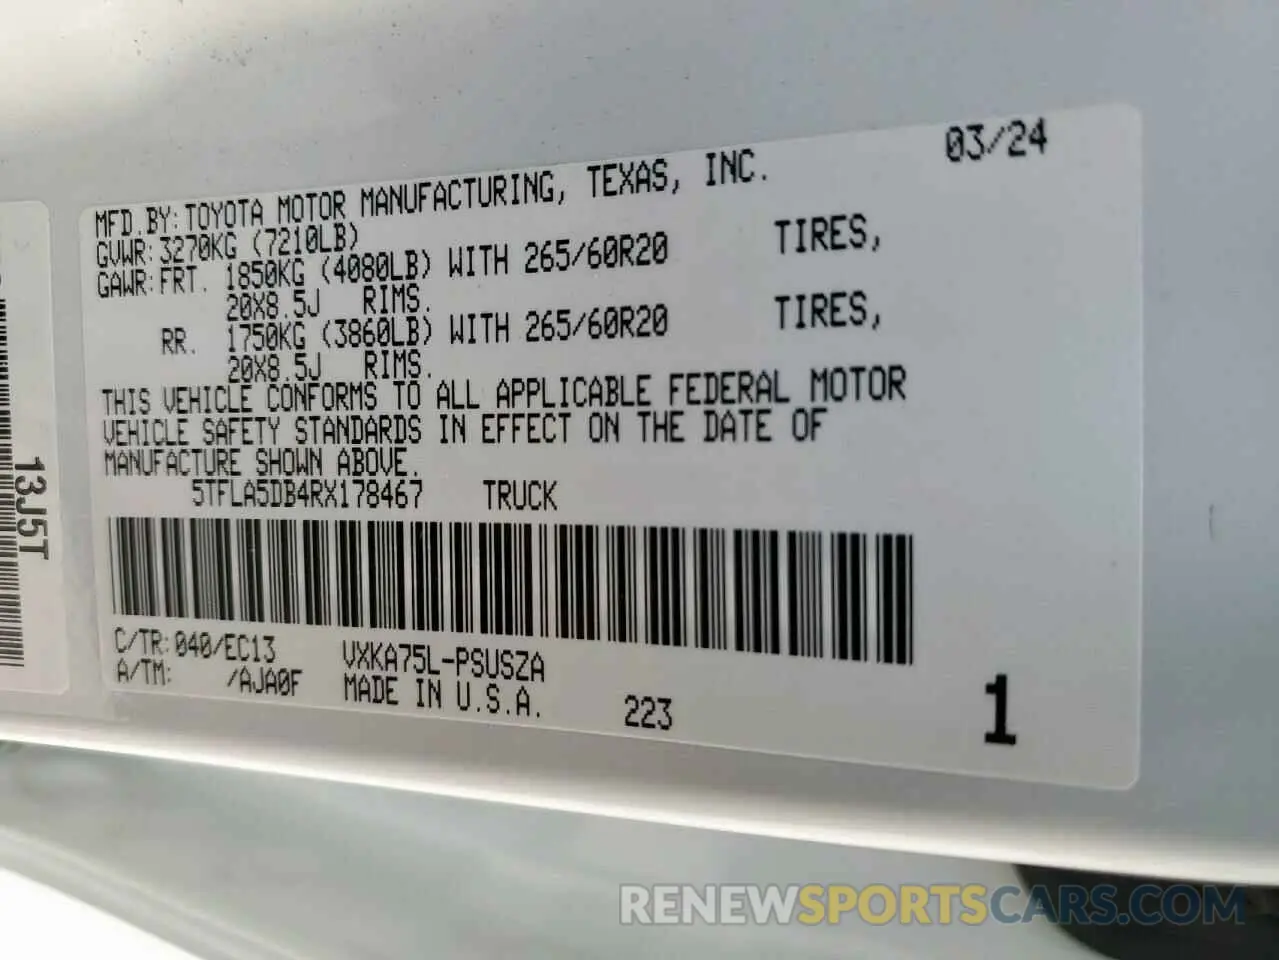 03/24
MFD.BY:TOYOTA MOTOR MANUFACTURING, TEXAS, INC.
GVWR:3270KG (7210LB)
GAWR:FRT. 1850KG (4080LB) WITH 265/60R20 TIRES,
20X8.5J RIMS.
RR. 1750KG (3860LB) WITH 265/60R20 TIRES,
20X8.5J RIMS.
THIS VEHICLE CONFORMS TO ALL APPLICABLE FEDERAL MOTOR
VEHICLE SAFETY STANDARDS IN EFFECT ON THE DATE OF
MANUFACTURE SHOWN ABOVE.
5TFLA5DB4RX178467 TRUCK
C/TR:040/EC13 VXKA75L-PSUSZA
A/TM: /AJA0F MADE IN U.S.A. 223
1
13J5T
RENEWSPORTSCARS.COM